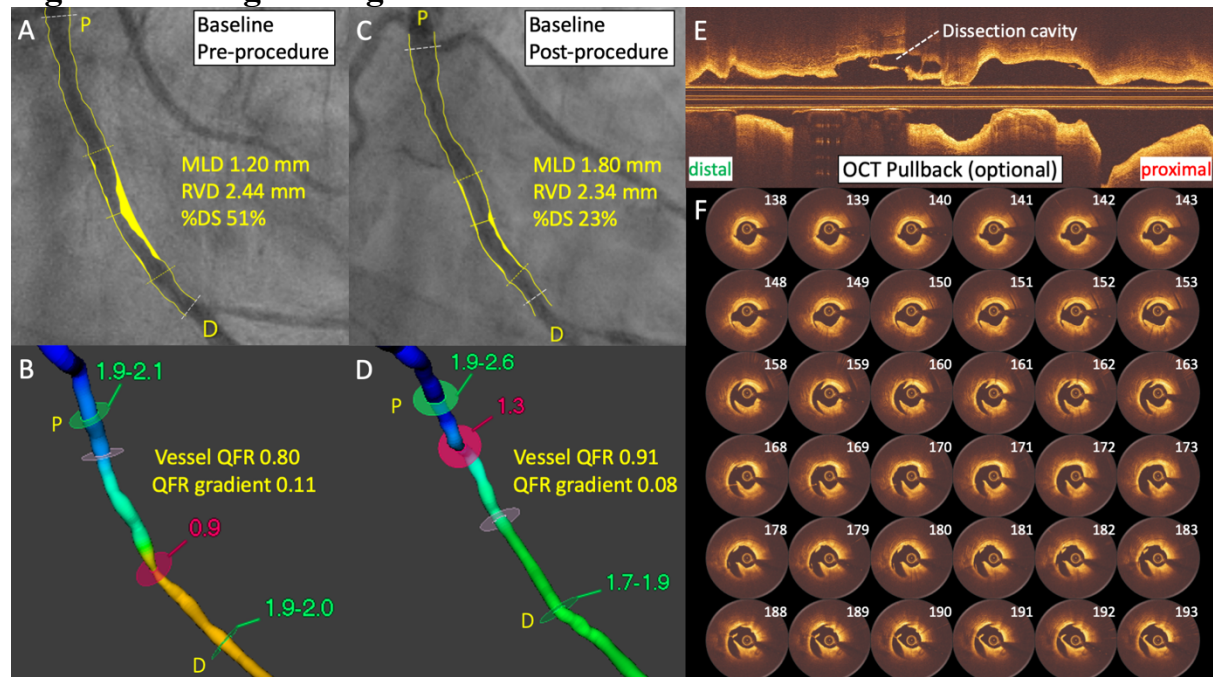 A
P
Baseline
Pre-procedure
MLD 1.20 mm
RVD 2.44 mm
%DS 51%
D
C
Baseline
Post-procedure
MLD 1.80 mm
RVD 2.34 mm
%DS 23%
P
D
B
1.9-2.1
P
Vessel QFR 0.80
QFR gradient 0.11
0.9
1.9-2.0
D
D
1.9-2.6
P
1.3
Vessel QFR 0.91
QFR gradient 0.08
1.7-1.9
D
E
Dissection cavity
distal
OCT Pullback (optional)
proximal
F
138 139 140 141 142 143
148 149 150 151 152 153
158 159 160 161 162 163
168 169 170 171 172 173
178 179 180 181 182 183
188 189 190 191 192 193